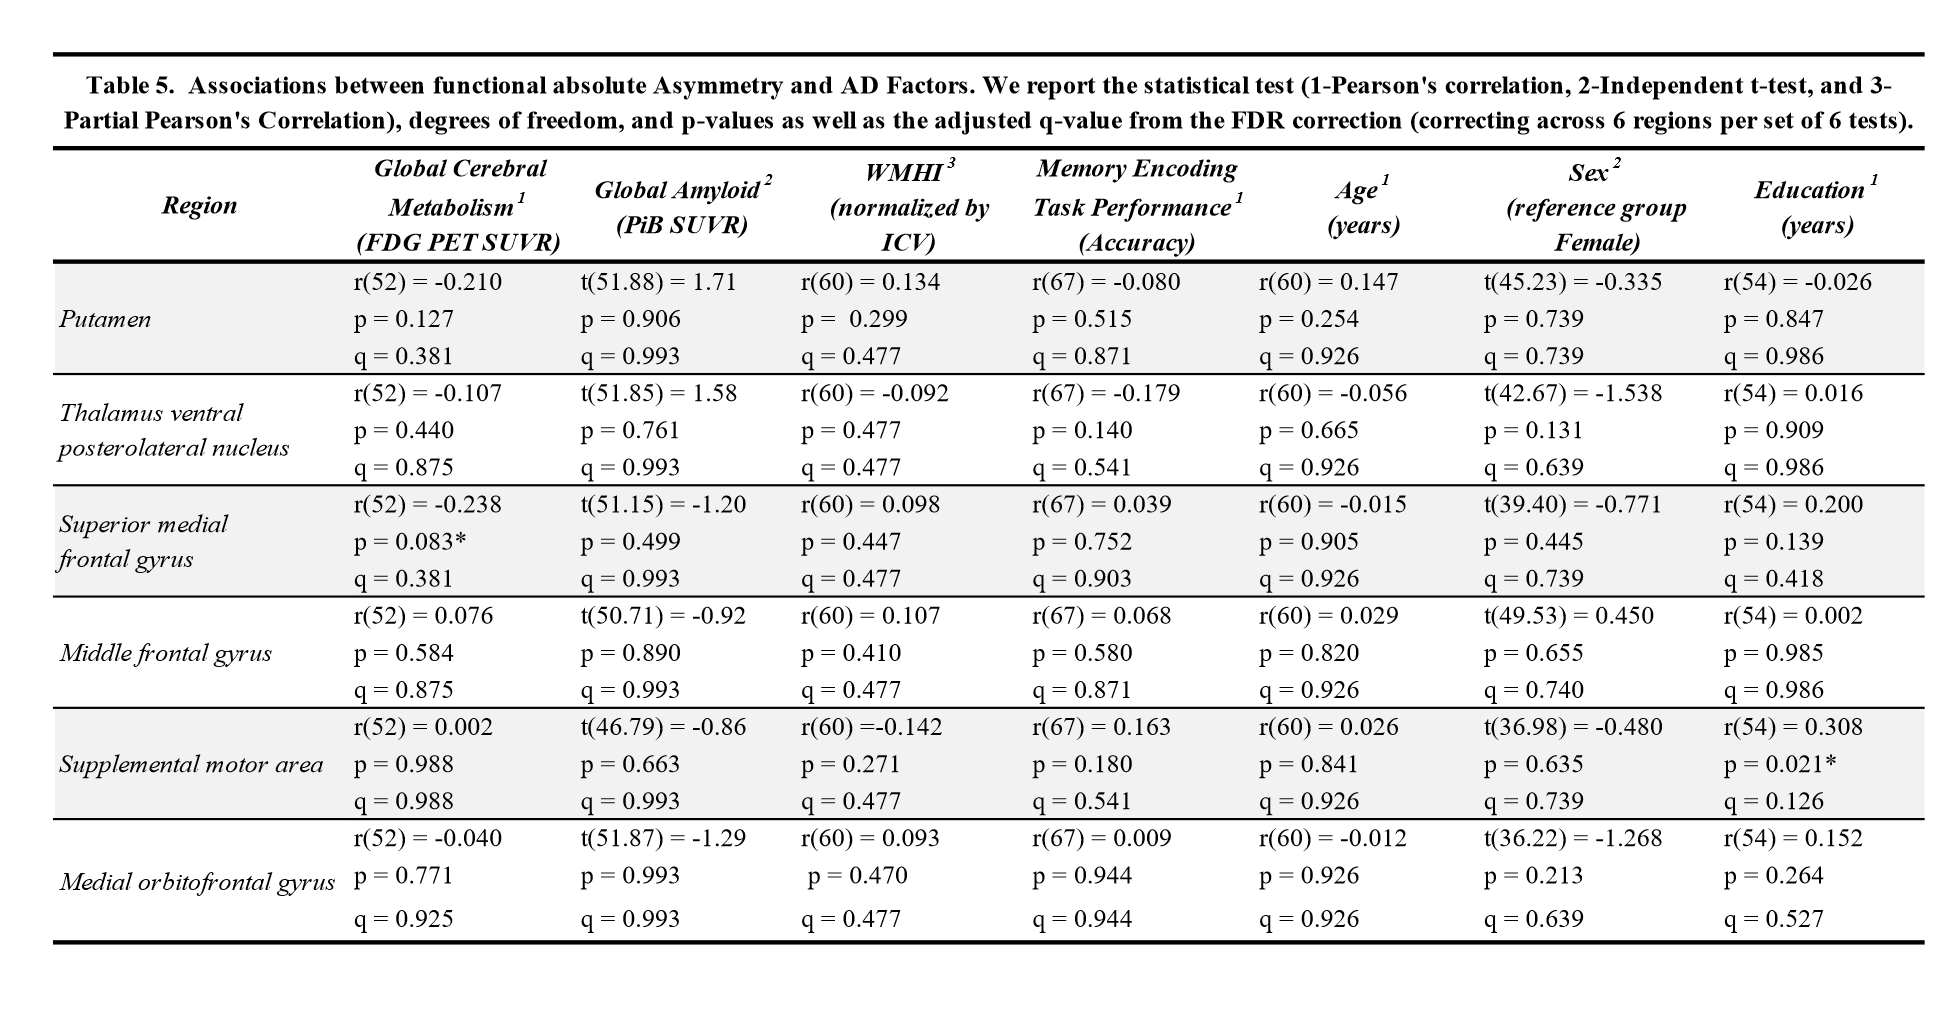 Table 5.  Associations between functional absolute Asymmetry and AD Factors. We report the statistical test (1-Pearson's correlation, 2-Independent t-test, and 3-
Partial Pearson's Correlation), degrees of freedom, and p-values as well as the adjusted q-value from the FDR correction (correcting across 6 regions per set of 6 tests).
Region
Global Cerebral
Metabolism¹
(FDG PET SUVR)
Global Amyloid²
(PiB SUVR)
WMHI³
(normalized by
ICV)
Memory Encoding
Task Performance¹
(Accuracy)
Age¹
(years)
Sex²
(reference group
Female)
Education¹
(years)
Putamen
r(52) = -0.210 t(51.88) = 1.71 r(60) = 0.134 r(67) = -0.080 r(60) = 0.147 t(45.23) = -0.335 r(54) = -0.026
p = 0.127 p = 0.906 p =  0.299 p = 0.515 p = 0.254 p = 0.739 p = 0.847
q = 0.381 q = 0.993 q = 0.477 q = 0.871 q = 0.926 q = 0.739 q = 0.986
Thalamus ventral
posterolateral nucleus
r(52) = -0.107 t(51.85) = 1.58 r(60) = -0.092 r(67) = -0.179 r(60) = -0.056 t(42.67) = -1.538 r(54) = 0.016
p = 0.440 p = 0.761 p = 0.477 p = 0.140 p = 0.665 p = 0.131 p = 0.909
q = 0.875 q = 0.993 q = 0.477 q = 0.541 q = 0.926 q = 0.639 q = 0.986
Superior medial
frontal gyrus
r(52) = -0.238 t(51.15) = -1.20 r(60) = 0.098 r(67) = 0.039 r(60) = -0.015 t(39.40) = -0.771 r(54) = 0.200
p = 0.083* p = 0.499 p = 0.447 p = 0.752 p = 0.905 p = 0.445 p = 0.139
q = 0.381 q = 0.993 q = 0.477 q = 0.903 q = 0.926 q = 0.739 q = 0.418
Middle frontal gyrus
r(52) = 0.076 t(50.71) = -0.92 r(60) = 0.107 r(67) = 0.068 r(60) = 0.029 t(49.53) = 0.450 r(54) = 0.002
p = 0.584 p = 0.890 p = 0.410 p = 0.580 p = 0.820 p = 0.655 p = 0.985
q = 0.875 q = 0.993 q = 0.477 q = 0.871 q = 0.926 q = 0.740 q = 0.986
Supplemental motor area
r(52) = 0.002 t(46.79) = -0.86 r(60) =-0.142 r(67) = 0.163 r(60) = 0.026 t(36.98) = -0.480 r(54) = 0.308
p = 0.988 p = 0.663 p = 0.271 p = 0.180 p = 0.841 p = 0.635 p = 0.021*
q = 0.988 q = 0.993 q = 0.477 q = 0.541 q = 0.926 q = 0.739 q = 0.126
Medial orbitofrontal gyrus
r(52) = -0.040 t(51.87) = -1.29 r(60) = 0.093 r(67) = 0.009 r(60) = -0.012 t(36.22) = -1.268 r(54) = 0.152
p = 0.771 p = 0.993 p = 0.470 p = 0.944 p = 0.926 p = 0.213 p = 0.264
q = 0.925 q = 0.993 q = 0.477 q = 0.944 q = 0.926 q = 0.639 q = 0.527